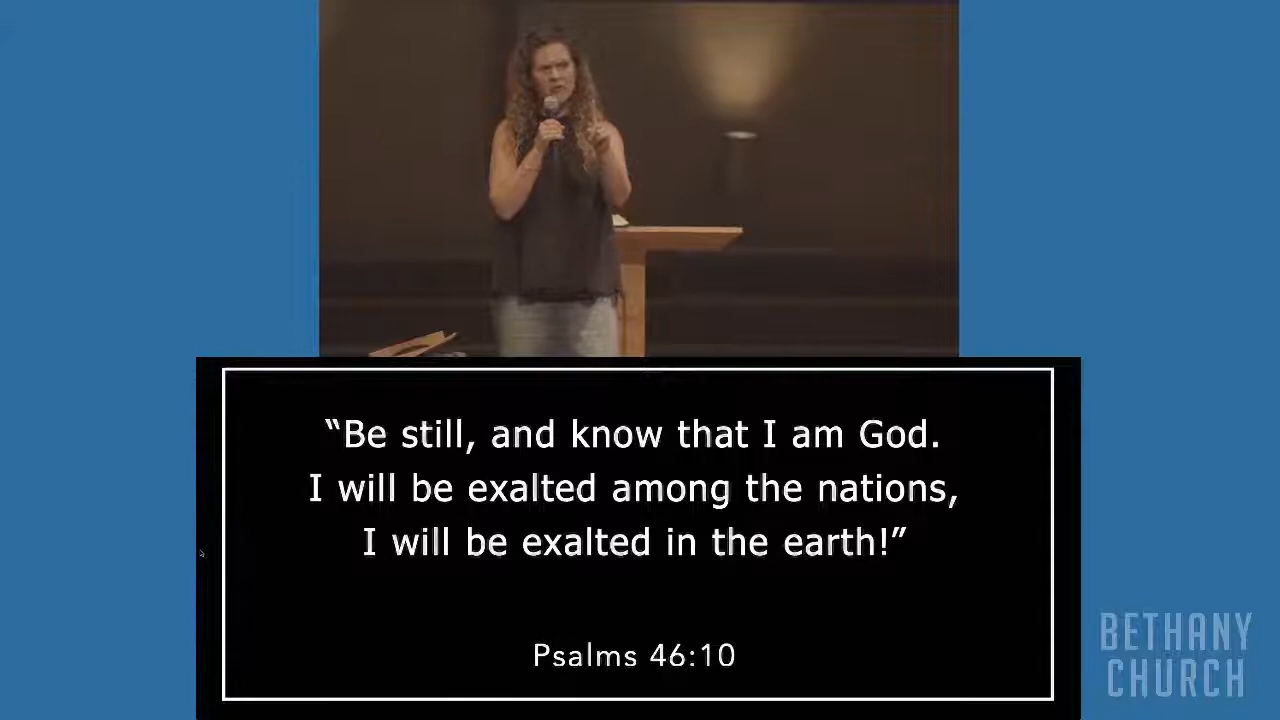 “Be still, and know that I am God.
I will be exalted among the nations,
I will be exalted in the earth!”
Psalms 46:10
BETHANY
CHURCH